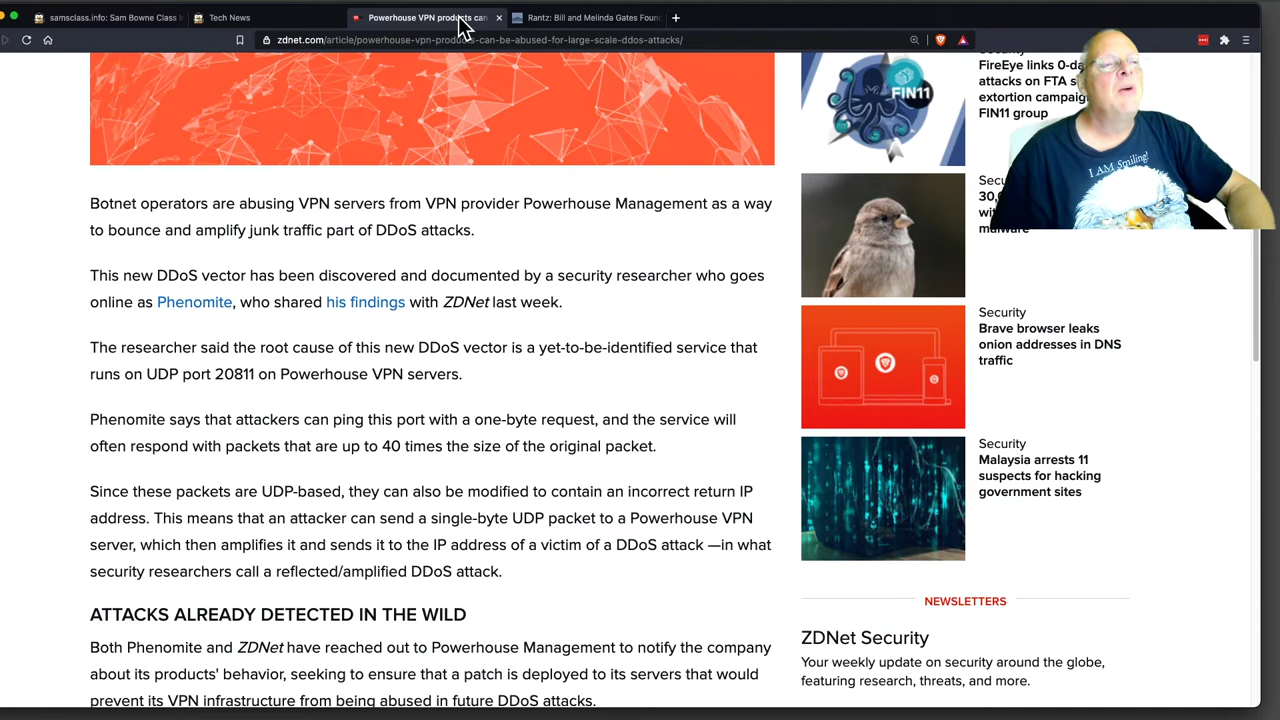 samsclass.info: Sam Bowne Class I
Tech News
Powerhouse VPN products can
Rantz: Bill and Melinda Gates Found
zdnet.com/article/powerhouse-vpn-products-can-be-abused-for-large-scale-ddos-attacks/
Botnet operators are abusing VPN servers from VPN provider Powerhouse Management as a way
to bounce and amplify junk traffic part of DDoS attacks.
This new DDoS vector has been discovered and documented by a security researcher who goes
online as Phenomite, who shared his findings with ZDNet last week.
The researcher said the root cause of this new DDoS vector is a yet-to-be-identified service that
runs on UDP port 20811 on Powerhouse VPN servers.
Phenomite says that attackers can ping this port with a one-byte request, and the service will
often respond with packets that are up to 40 times the size of the original packet.
Since these packets are UDP-based, they can also be modified to contain an incorrect return IP
address. This means that an attacker can send a single-byte UDP packet to a Powerhouse VPN
server, which then amplifies it and sends it to the IP address of a victim of a DDoS attack —in what
security researchers call a reflected/amplified DDoS attack.
ATTACKS ALREADY DETECTED IN THE WILD
Both Phenomite and ZDNet have reached out to Powerhouse Management to notify the company
about its products' behavior, seeking to ensure that a patch is deployed to its servers that would
prevent its VPN infrastructure from being abused in future DDoS attacks.
Security
FireEye links 0-da
attacks on FTA s
extortion campaig
FIN11 group
FIN11
I AM Smiling!
Secu
30,
wit
malware
Security
Brave browser leaks
onion addresses in DNS
traffic
Security
Malaysia arrests 11
suspects for hacking
government sites
NEWSLETTERS
ZDNet Security
Your weekly update on security around the globe,
featuring research, threats, and more.